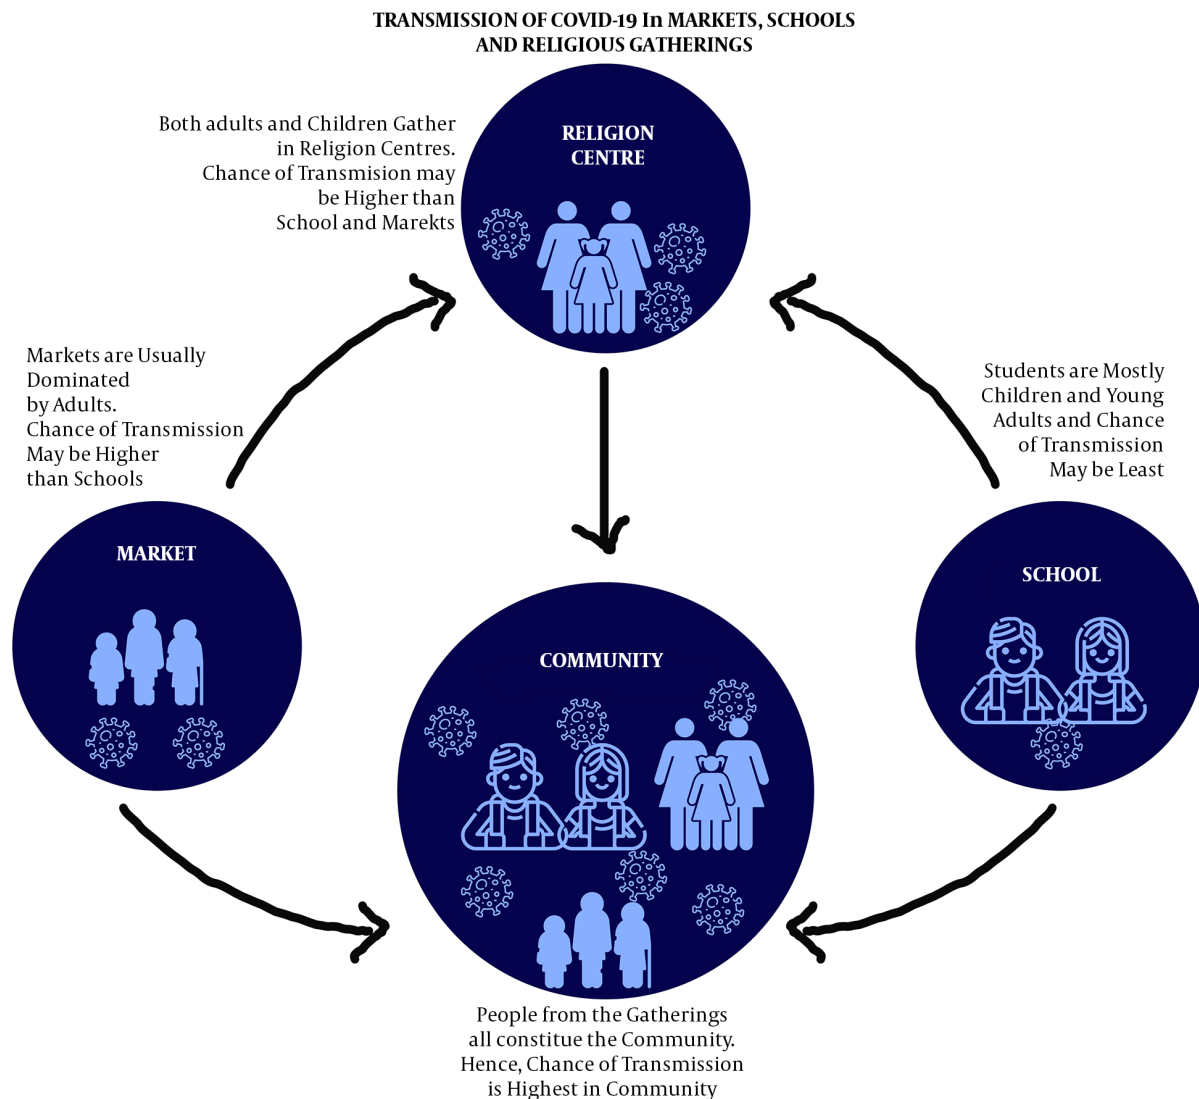 TRANSMISSION OF COVID-19 In MARKETS, SCHOOLS
AND RELIGIOUS GATHERINGS
Both adults and Children Gather
in Religion Centres.
Chance of Transmision may
be Higher than
School and Marekts
RELIGION
CENTRE
Markets are Usually
Dominated
by Adults.
Chance of Transmission
May be Higher
than Schools
Students are Mostly
Children and Young
Adults and Chance
of Transmission
May be Least
MARKET
SCHOOL
COMMUNITY
People from the Gatherings
all constitue the Community.
Hence, Chance of Transmission
is Highest in Community